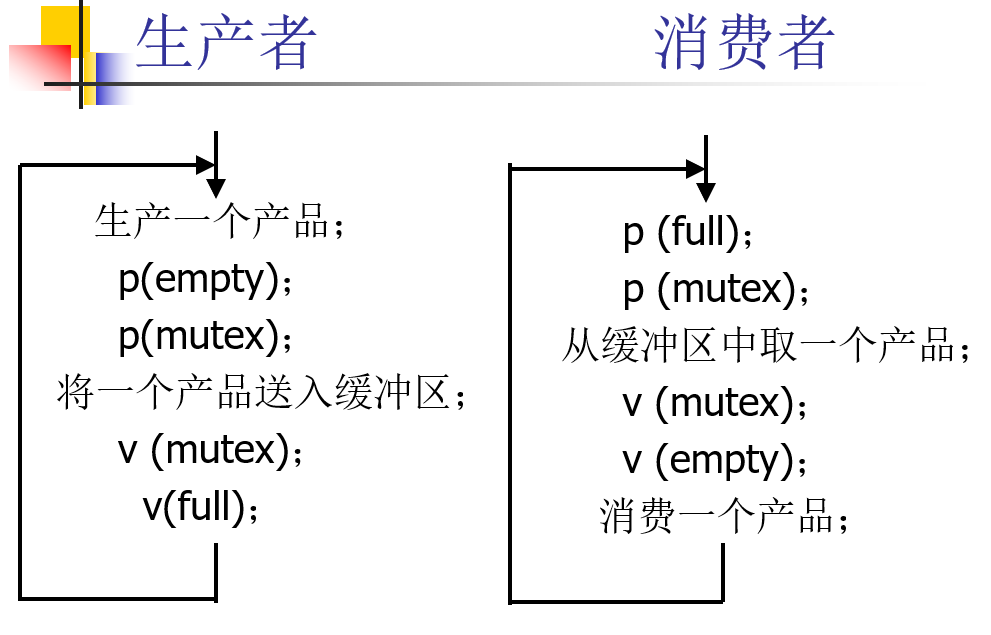 生产者
生产一个产品；
p(empty)；
p(mutex)；
将一个产品送入缓冲区；
v (mutex)；
v(full)；
消费者
p (full)；
p (mutex)；
从缓冲区中取一个产品；
v (mutex)；
v (empty)；
消费一个产品；